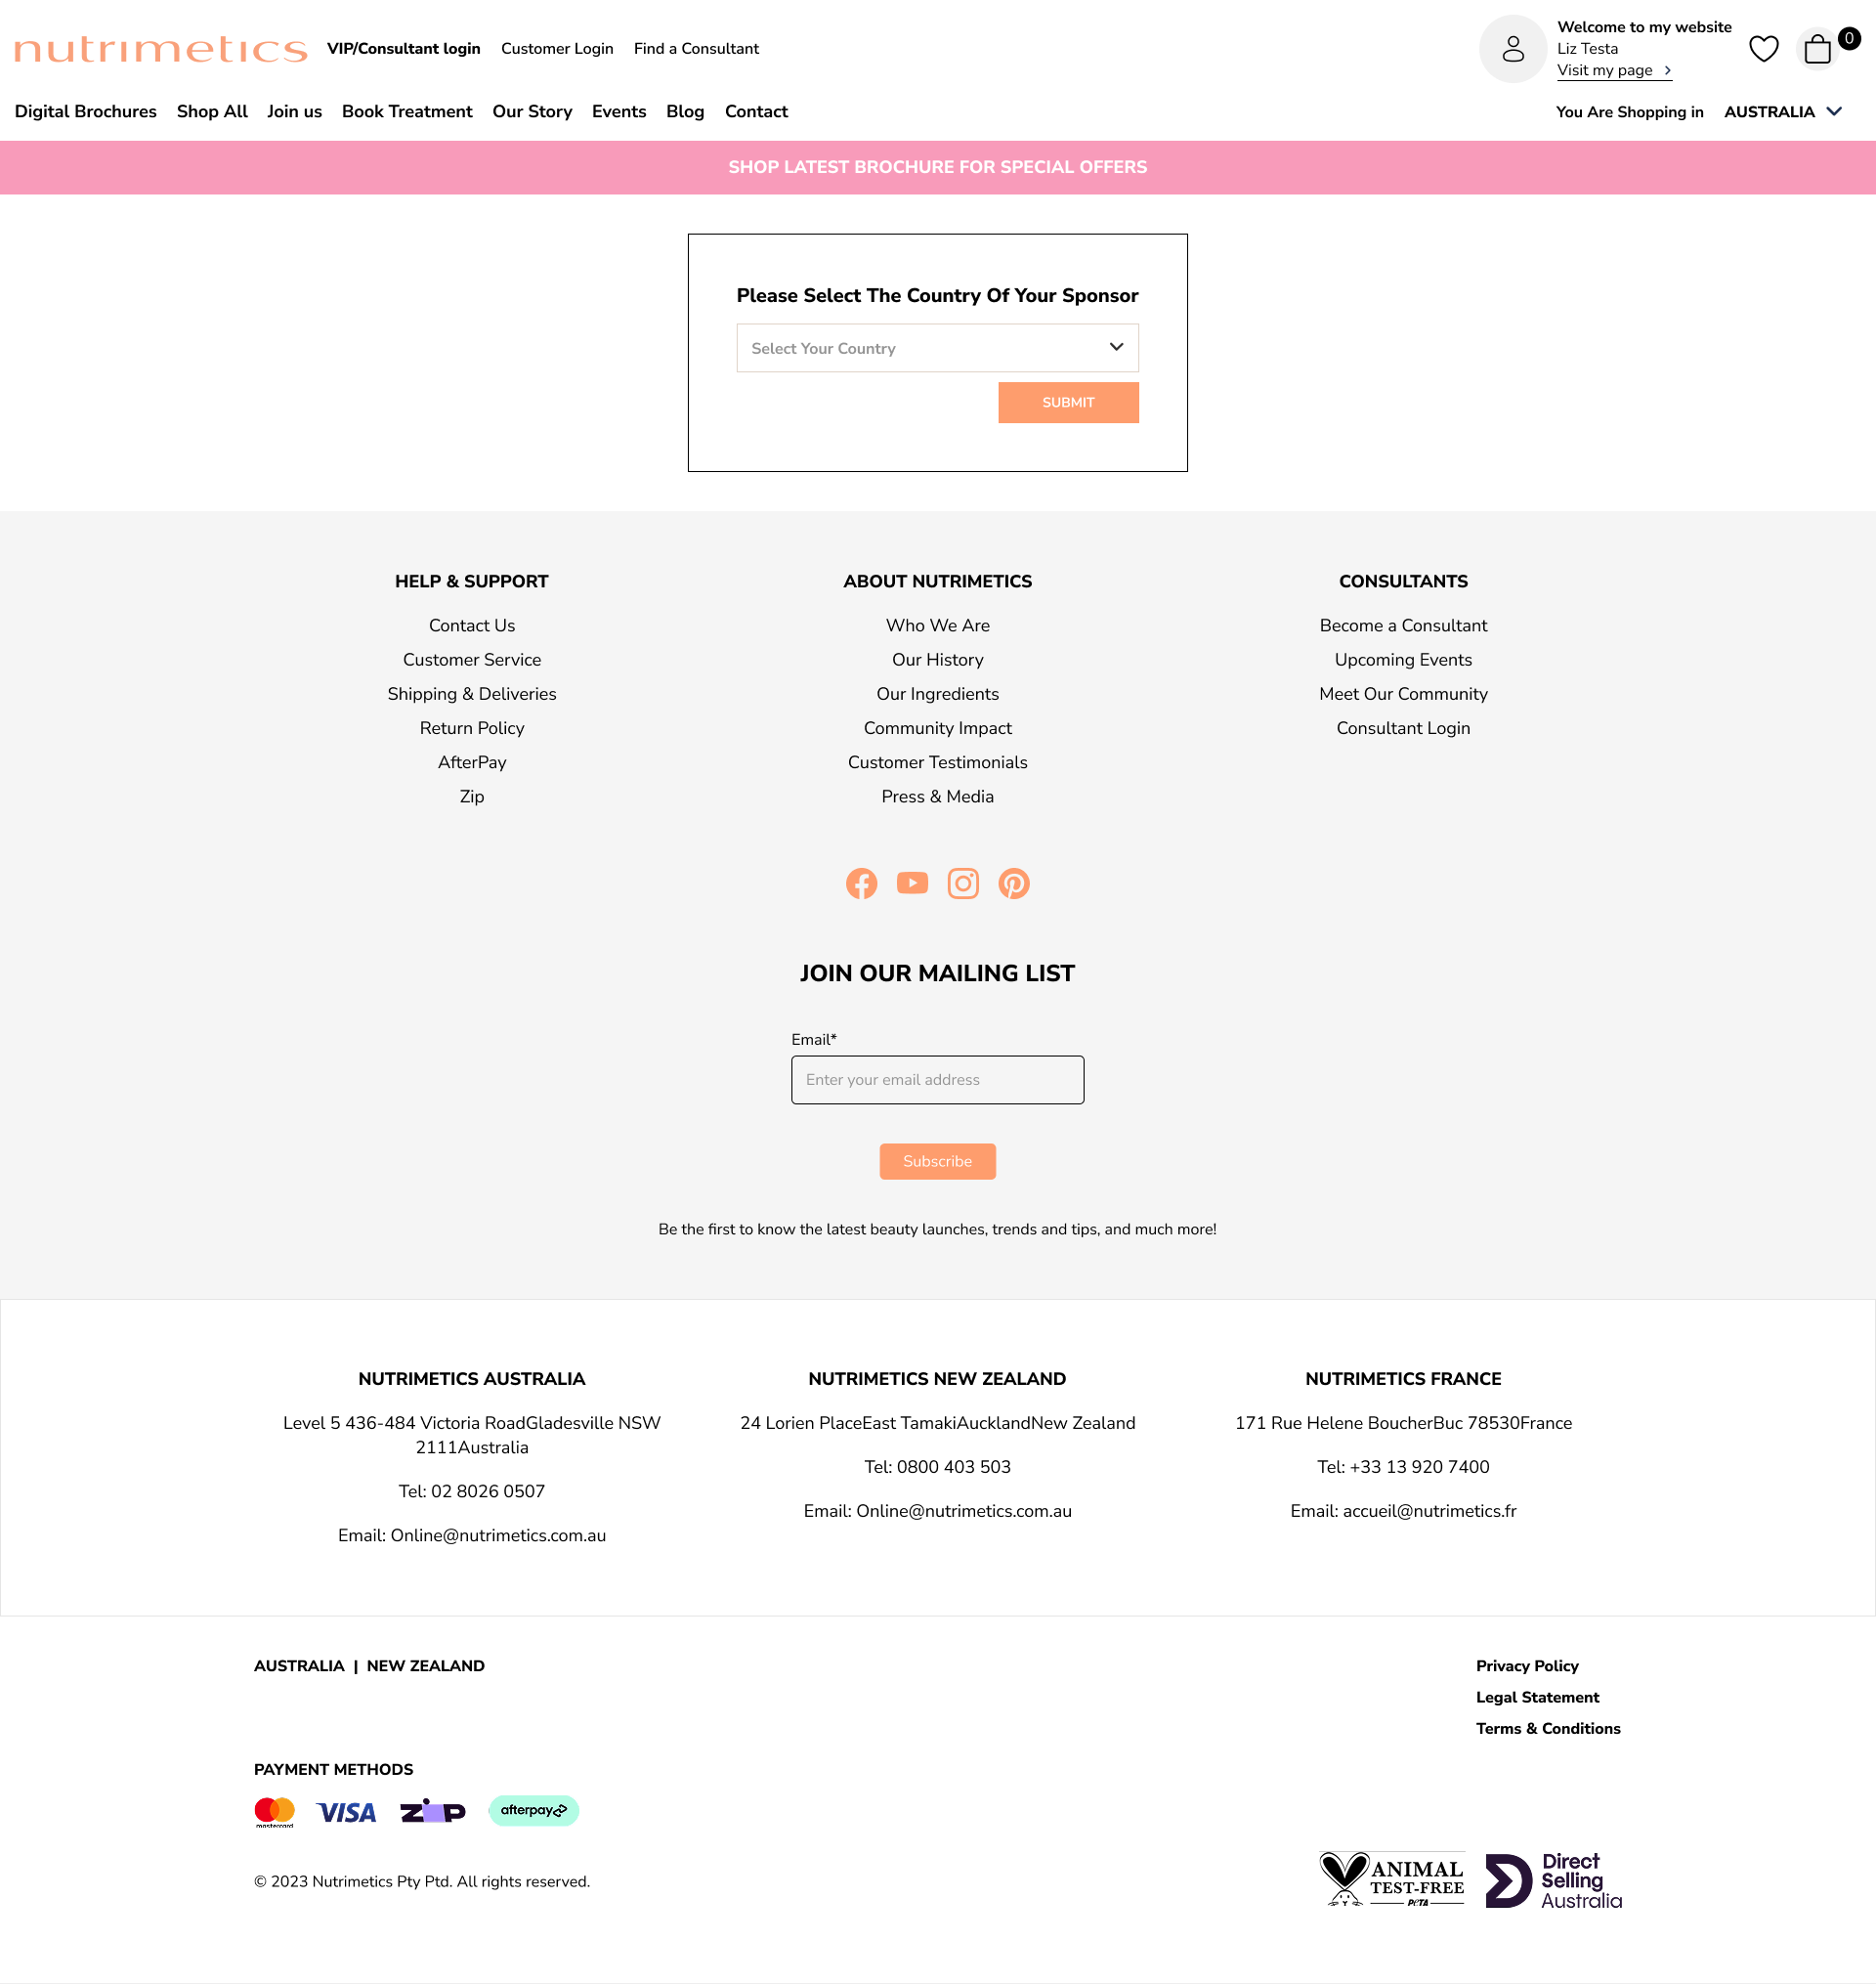 nutrimetics
VIP/Consultant login
Customer Login
Find a Consultant
Welcome to my website
Liz Testa
Visit my page
0
Digital Brochures
Shop All
Join us
Book Treatment
Our Story
Events
Blog
Contact
You Are Shopping in
AUSTRALIA
SHOP LATEST BROCHURE FOR SPECIAL OFFERS
Please Select The Country Of Your Sponsor
Select Your Country
SUBMIT
HELP & SUPPORT
Contact Us
Customer Service
Shipping & Deliveries
Return Policy
AfterPay
Zip
ABOUT NUTRIMETICS
Who We Are
Our History
Our Ingredients
Community Impact
Customer Testimonials
Press & Media
CONSULTANTS
Become a Consultant
Upcoming Events
Meet Our Community
Consultant Login
JOIN OUR MAILING LIST
Email*
Enter your email address
Subscribe
Be the first to know the latest beauty launches, trends and tips, and much more!
NUTRIMETICS AUSTRALIA
Level 5 436-484 Victoria RoadGladesville NSW
2111Australia
Tel: 02 8026 0507
Email: Online@nutrimetics.com.au
NUTRIMETICS NEW ZEALAND
24 Lorien PlaceEast TamakiAucklandNew Zealand
Tel: 0800 403 503
Email: Online@nutrimetics.com.au
NUTRIMETICS FRANCE
171 Rue Helene BoucherBuc 78530France
Tel: +33 13 920 7400
Email: accueil@nutrimetics.fr
AUSTRALIA | NEW ZEALAND
Privacy Policy
Legal Statement
Terms & Conditions
PAYMENT METHODS
mastercard
VISA
zip
afterpay
© 2023 Nutrimetics Pty Ptd. All rights reserved.
ANIMAL
TEST-FREE
PETA
Direct
Selling
Australia